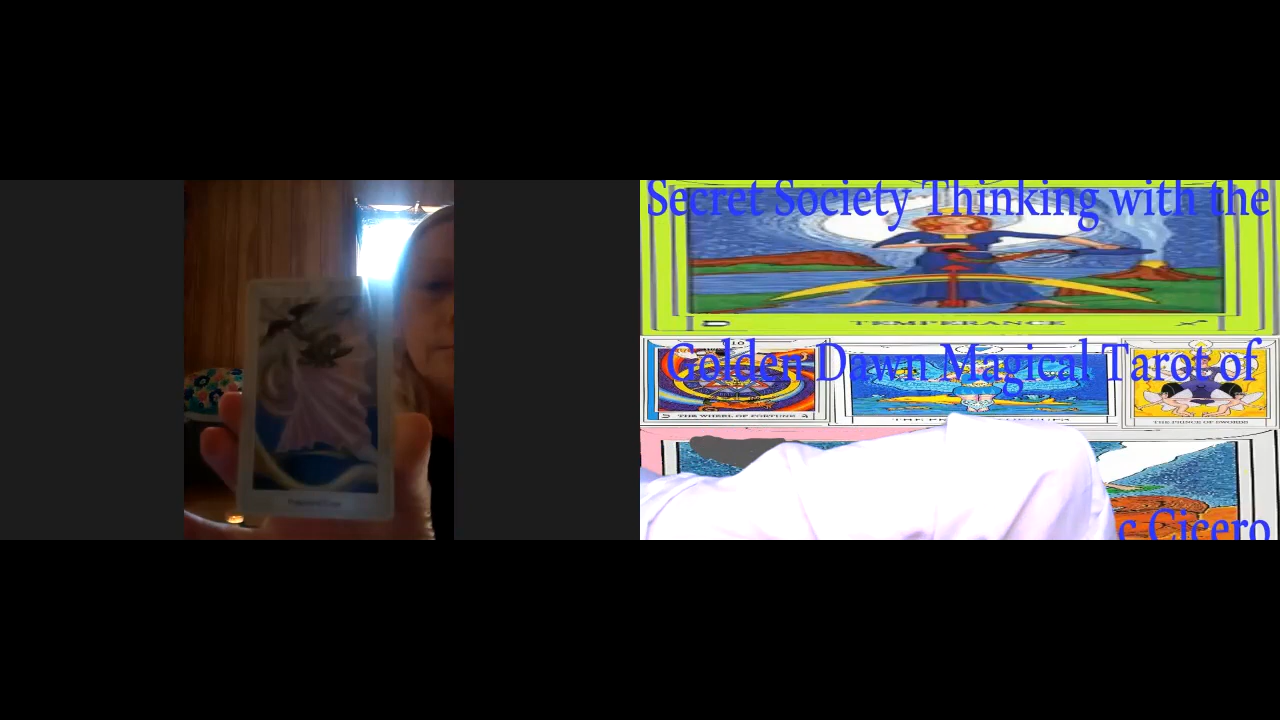 Secret Society Thinking with the
TEMPERANCE
Golden Dawn Magical Tarot of
10
THE WHEEL OF FORTUNE
THE PRINCE OF SWORDS
c Cicero